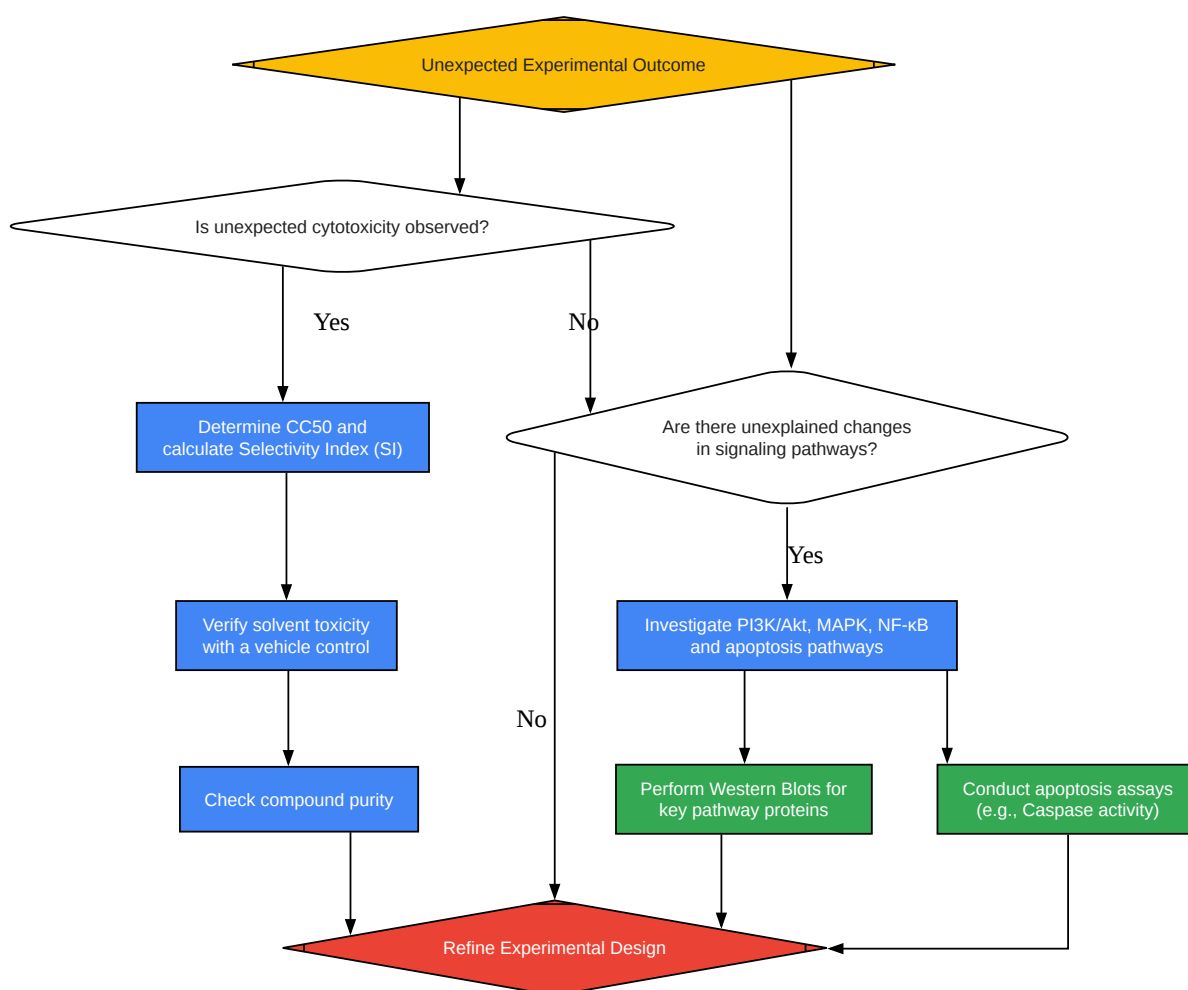 Unexpected Experimental Outcome
Is unexpected cytotoxicity observed?
Yes
No
Determine CC50 and
calculate Selectivity Index (SI)
Are there unexplained changes
in signaling pathways?
Yes
Verify solvent toxicity
with a vehicle control
Investigate PI3K/Akt, MAPK, NF-κB
and apoptosis pathways
No
Check compound purity
Perform Western Blots for
key pathway proteins
Conduct apoptosis assays
(e.g., Caspase activity)
Refine Experimental Design